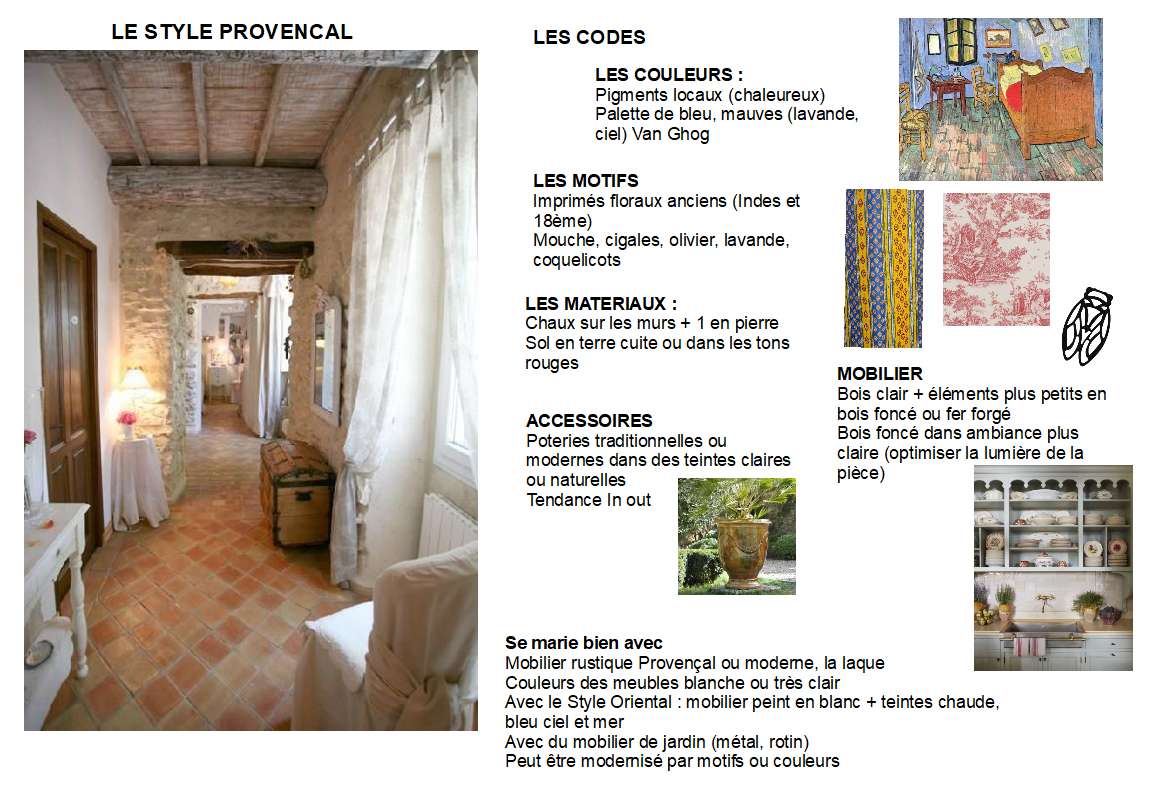 LE STYLE PROVENCAL
LES CODES
LES COULEURS :
Pigments locaux (chaleureux)
Palette de bleu, mauves (lavande,
ciel) Van Ghog
LES MOTIFS
Imprimés floraux anciens (Indes et
18ème)
Mouche, cigales, olivier, lavande,
coquelicots
LES MATERIAUX :
Chaux sur les murs + 1 en pierre
Sol en terre cuite ou dans les tons
rouges
MOBILIER
Bois clair + éléments plus petits en
bois foncé ou fer forgé
Bois foncé dans ambiance plus
claire (optimiser la lumière de la
pièce)
ACCESSOIRES
Poteries traditionnelles ou
modernes dans des teintes claires
ou naturelles
Tendance In out
Se marie bien avec
Mobilier rustique Provençal ou moderne, la laque
Couleurs des meubles blanche ou très clair
Avec le Style Oriental : mobilier peint en blanc + teintes chaude,
bleu ciel et mer
Avec du mobilier de jardin (métal, rotin)
Peut être modernisé par motifs ou couleurs